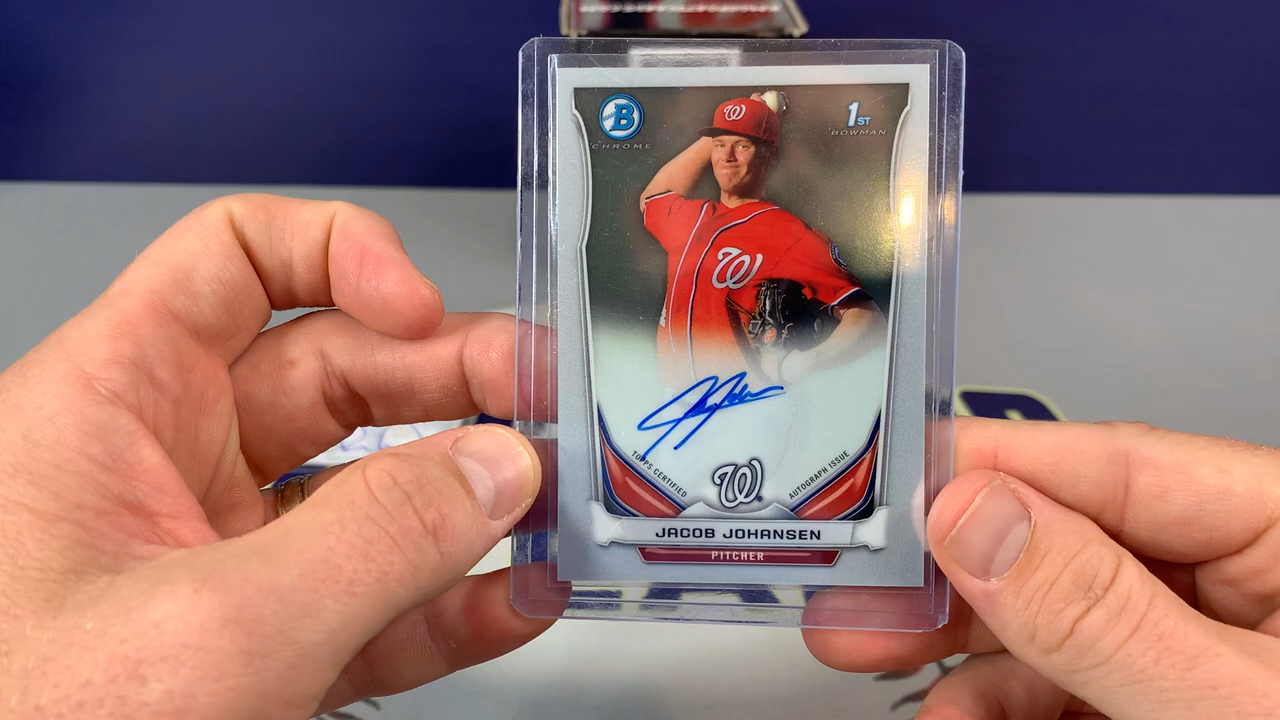 B
CHROME
1ST
BOWMAN
W
W
TOPPS CERTIFIED
AUTOGRAPH ISSUE
W
JACOB JOHANSEN
PITCHER